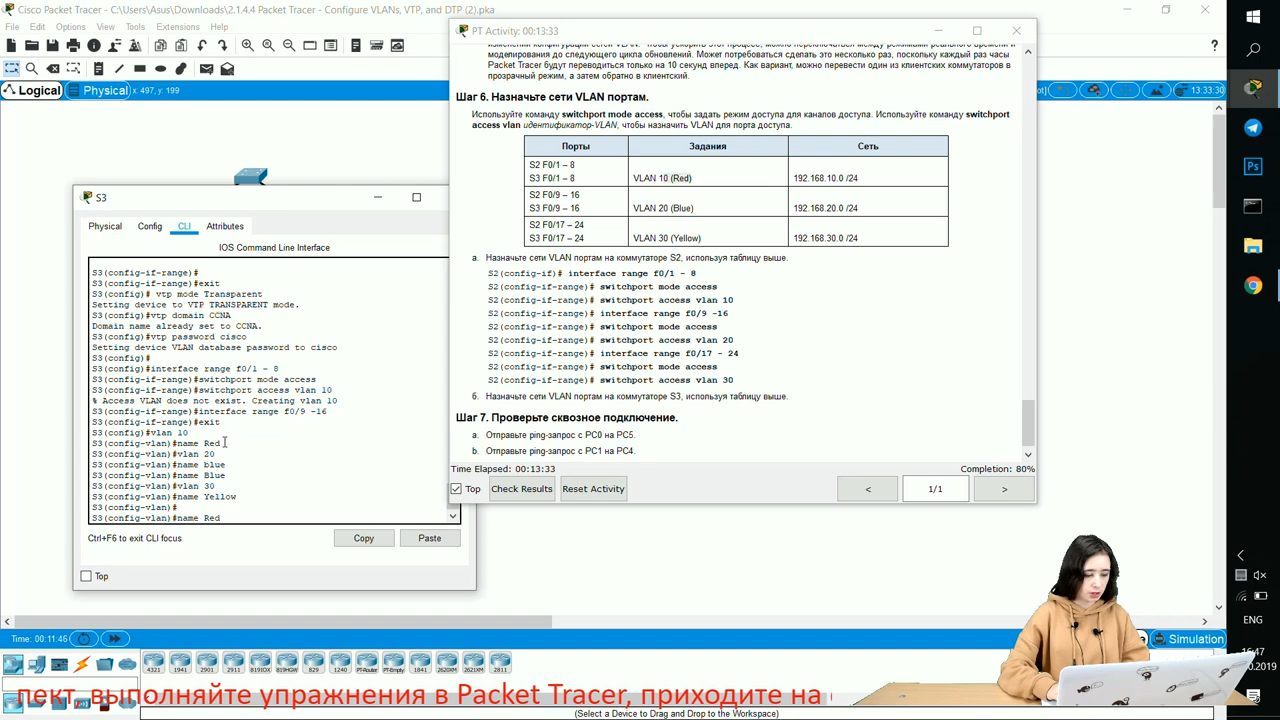 Cisco Packet Tracer - C:\Users\Asus\Downloads\2.1.4.4 Packet Tracer - Configure VLANs, VTP, and DTP (2).pka
File Edit Options View Tools Extensions Help
Logical Physical x: 497, y: 199
13:33:30
PT Activity: 00:13:33
моделирования до следующего цикла обновлений. Может потребоваться сделать это несколько раз, поскольку каждый раз часы
Packet Tracer будут переводиться только на 10 секунд вперед. Как вариант, можно перевести один из клиентских коммутаторов в
прозрачный режим, а затем обратно в клиентский.
Шаг 6. Назначьте сети VLAN портам.
Используйте команду switchport mode access, чтобы задать режим доступа для каналов доступа. Используйте команду switchport
access vlan идентификатор-VLAN, чтобы назначить VLAN для порта доступа.
Порты Задания Сеть
S2 F0/1 – 8
S3 F0/1 – 8 VLAN 10 (Red) 192.168.10.0 /24
S2 F0/9 – 16
S3 F0/9 – 16 VLAN 20 (Blue) 192.168.20.0 /24
S2 F0/17 – 24
S3 F0/17 – 24 VLAN 30 (Yellow) 192.168.30.0 /24
a. Назначьте сети VLAN портам на коммутаторе S2, используя таблицу выше.
S2(config-if)# interface range f0/1 - 8
S2(config-if-range)# switchport mode access
S2(config-if-range)# switchport access vlan 10
S2(config-if-range)# interface range f0/9 -16
S2(config-if-range)# switchport mode access
S2(config-if-range)# switchport access vlan 20
S2(config-if-range)# interface range f0/17 - 24
S2(config-if-range)# switchport mode access
S2(config-if-range)# switchport access vlan 30
б. Назначьте сети VLAN портам на коммутаторе S3, используя таблицу выше.
Шаг 7. Проверьте сквозное подключение.
a. Отправьте ping-запрос с PC0 на PC5.
b. Отправьте ping-запрос с PC1 на PC4.
Time Elapsed: 00:13:33 Completion: 80%
Top Check Results Reset Activity < 1/1 >
S3
Physical Config CLI Attributes
IOS Command Line Interface
S3(config-if-range)#
S3(config-if-range)#exit
S3(config)# vtp mode Transparent
Setting device to VTP TRANSPARENT mode.
S3(config)#vtp domain CCNA
Domain name already set to CCNA.
S3(config)#vtp password cisco
Setting device VLAN database password to cisco
S3(config)#
S3(config)#interface range f0/1 - 8
S3(config-if-range)#switchport mode access
S3(config-if-range)#switchport access vlan 10
% Access VLAN does not exist. Creating vlan 10
S3(config-if-range)#interface range f0/9 -16
S3(config-if-range)#exit
S3(config)#vlan 10
S3(config-vlan)#name Red
S3(config-vlan)#vlan 20
S3(config-vlan)#name blue
S3(config-vlan)#name Blue
S3(config-vlan)#vlan 30
S3(config-vlan)#name Yellow
S3(config-vlan)#
S3(config-vlan)#name Red
Ctrl+F6 to exit CLI focus Copy Paste
Top
Time: 00:11:46
Simulation
4321 1941 2901 2911 819IOX 819HGW 829 1240 PT-Router PT-Empty 1841 2620XM 2621XM 2811
пект, выполняйте упражнения в Packet Tracer, приходите на
(Select a Device to Drag and Drop to the Workspace)
ENG
16:47